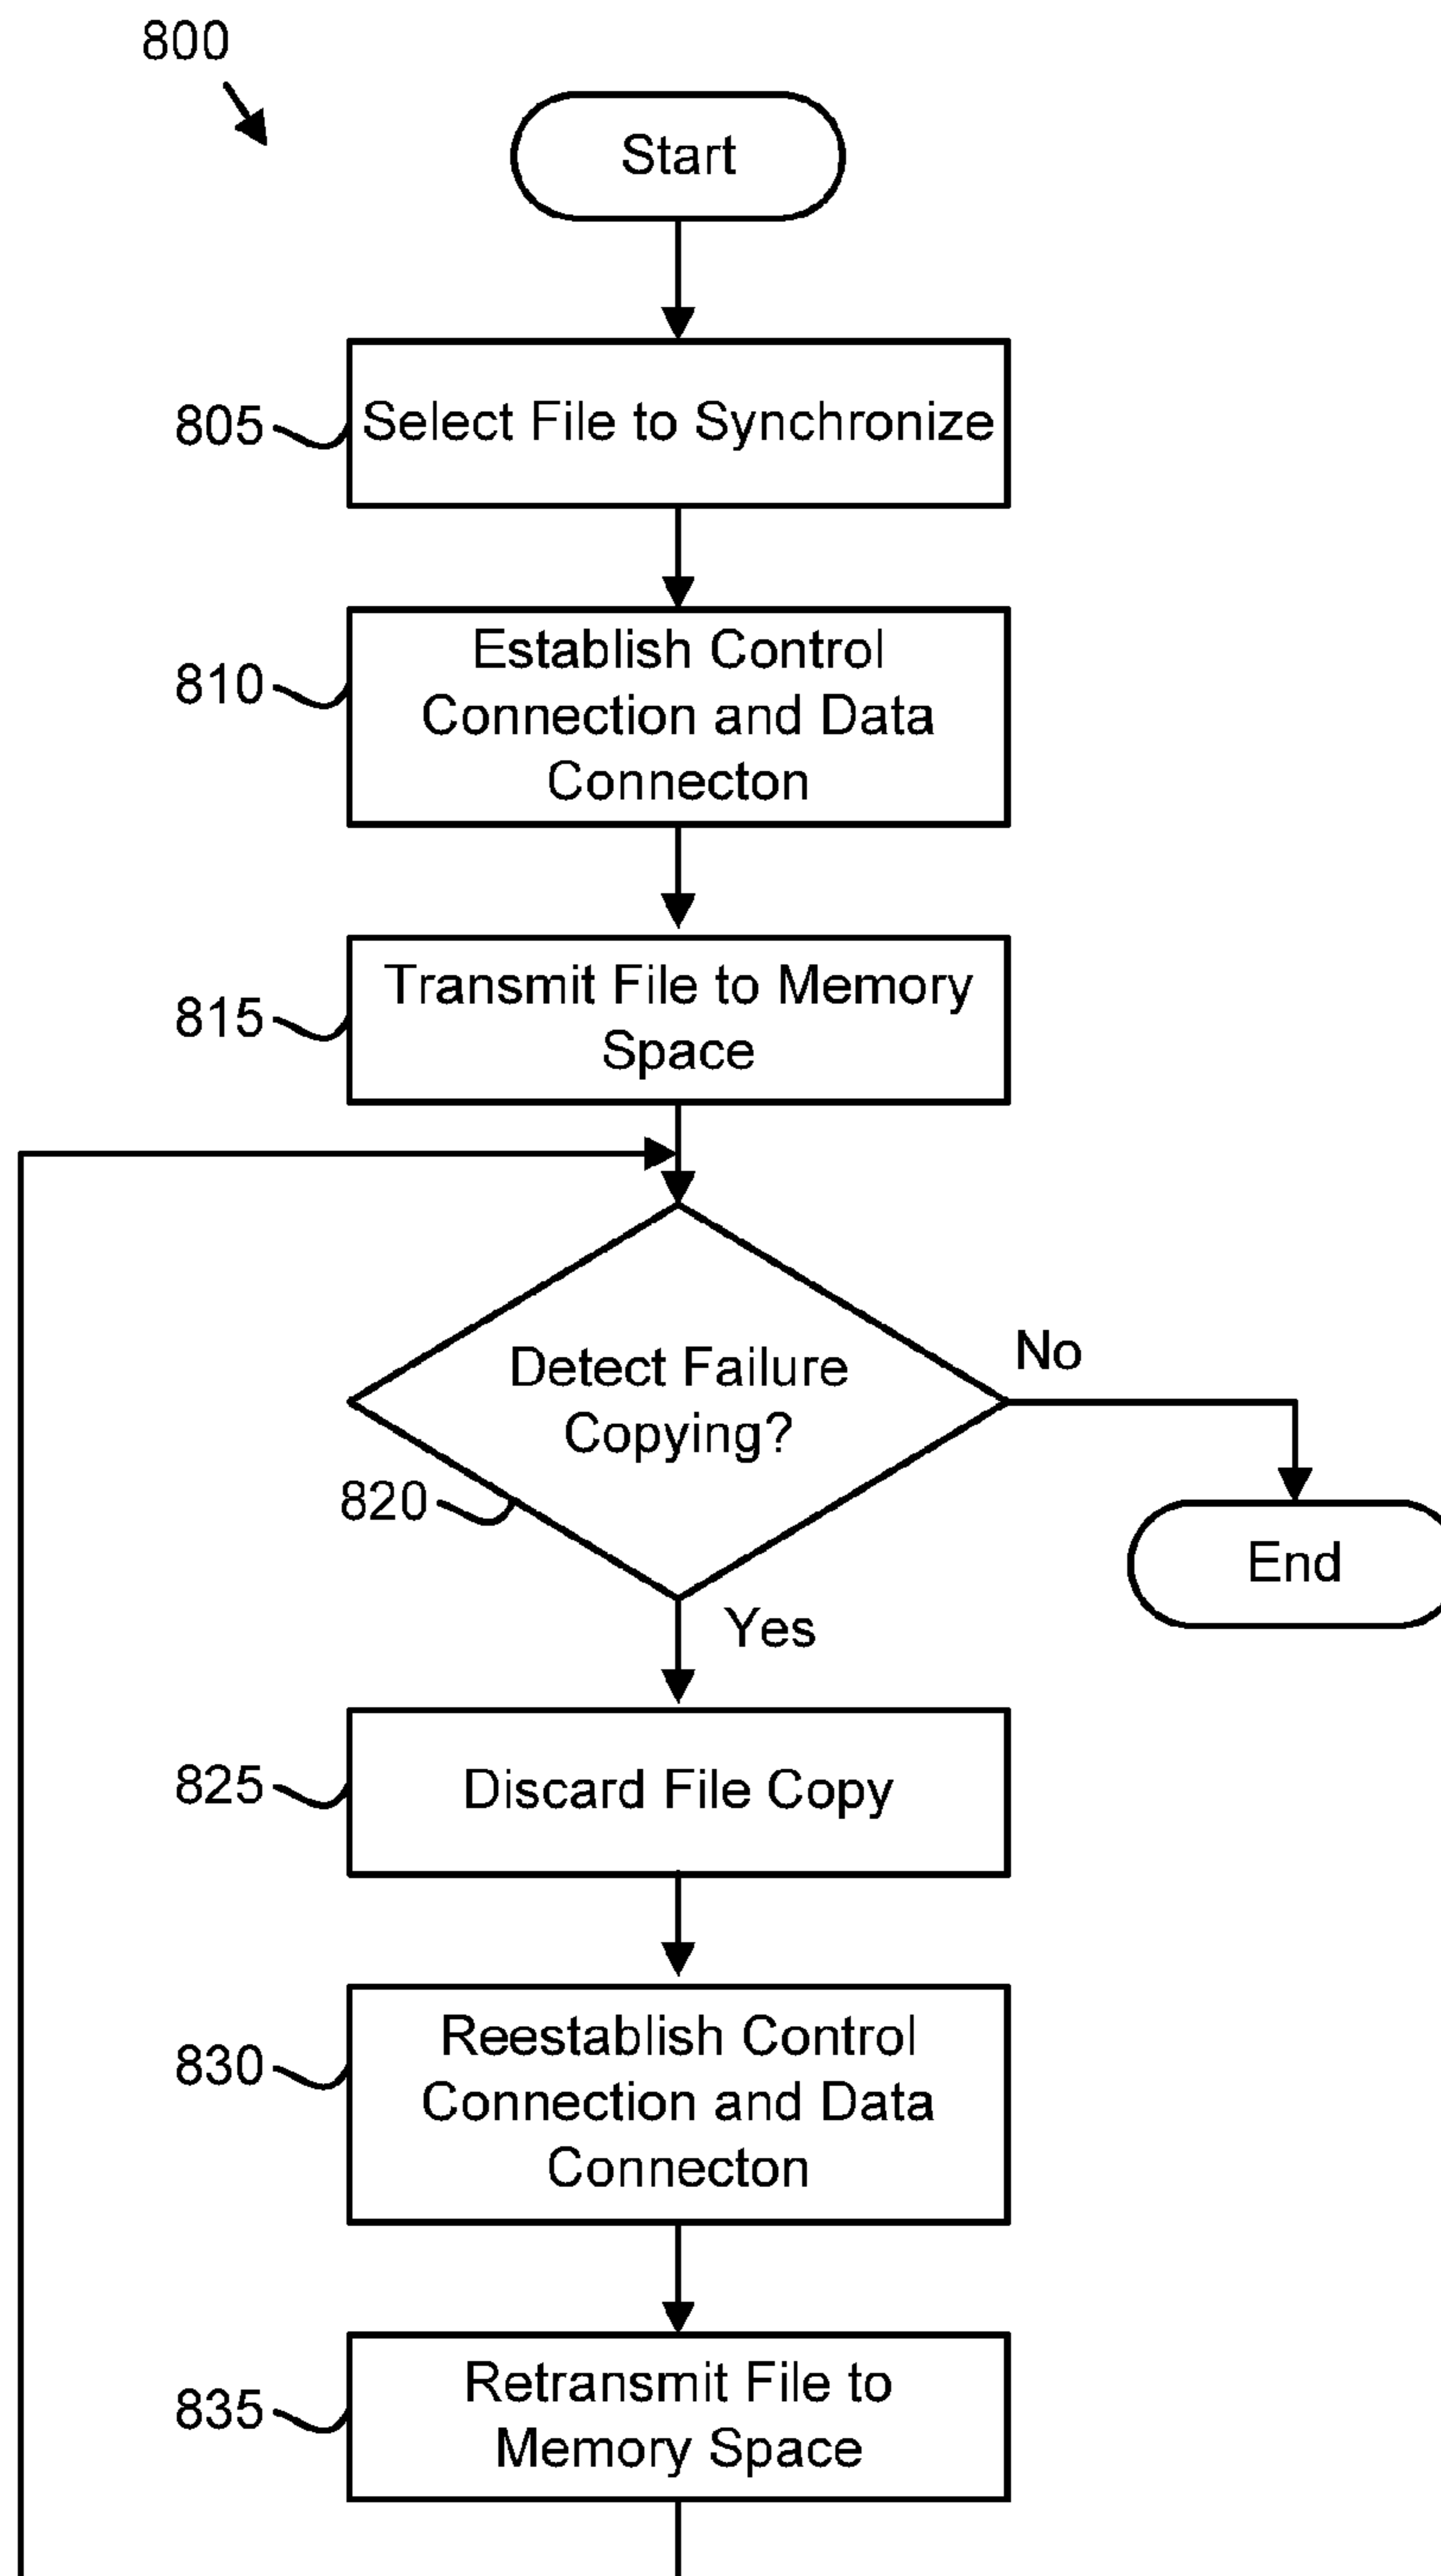 800
Start
805
Select File to Synchronize
810
Establish Control
Connection and Data
Connecton
815
Transmit File to Memory
Space
Detect Failure
Copying?
No
820
End
Yes
825
Discard File Copy
830
Reestablish Control
Connection and Data
Connecton
835
Retransmit File to
Memory Space